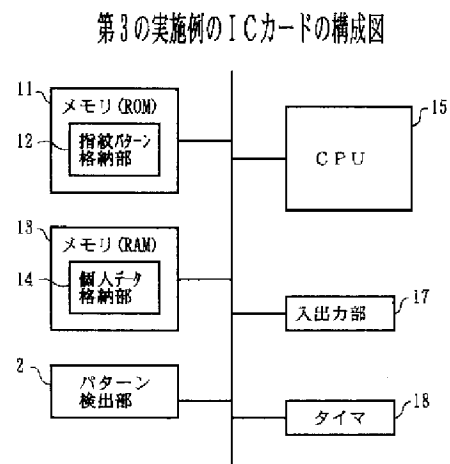 第3の実施例のICカードの構成図
11
メモリ(ROM)
12
指紋パターン
格納部
15
CPU
13
メモリ(RAM)
14
個人データ
格納部
17
入出力部
2
パターン
検出部
18
タイマ